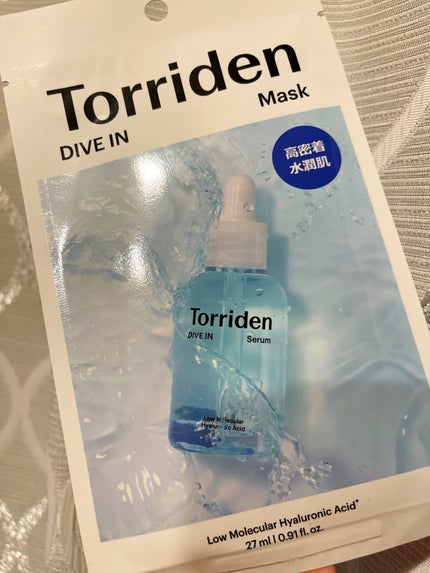 Torriden
DIVE IN
Mask
高密着
水潤肌
Torriden
DIVE IN
Serum
Low Molecular
Hyaluronic Acid
Low Molecular Hyaluronic Acid*
27 ml | 0.91 fl. oz.